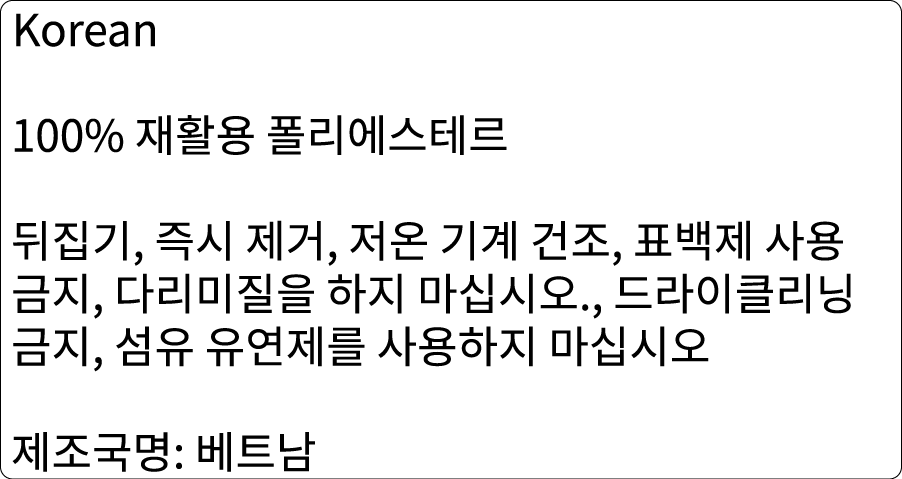 Korean
100% 재활용 폴리에스테르
뒤집기, 즉시 제거, 저온 기계 건조, 표백제 사용
금지, 다리미질을 하지 마십시오., 드라이클리닝
금지, 섬유 유연제를 사용하지 마십시오
제조국명: 베트남